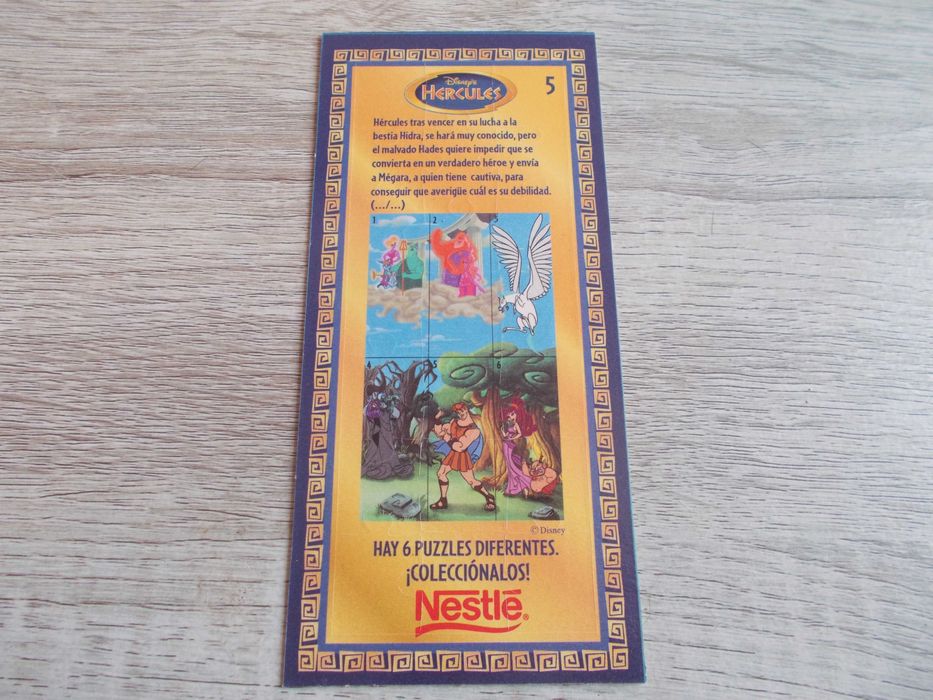 Disney's
HERCULES
5
Hércules tras vencer en su lucha a la
bestia Hidra, se hará muy conocido, pero
el malvado Hades quiere impedir que se
convierta en un verdadero héroe y envía
a Mégara, a quien tiene cautiva, para
conseguir que averigüe cuál es su debilidad.
(.../...)
1 2 3
4 5 6
© Disney
HAY 6 PUZZLES DIFERENTES.
¡COLECCIÓNALOS!
Nestlé®